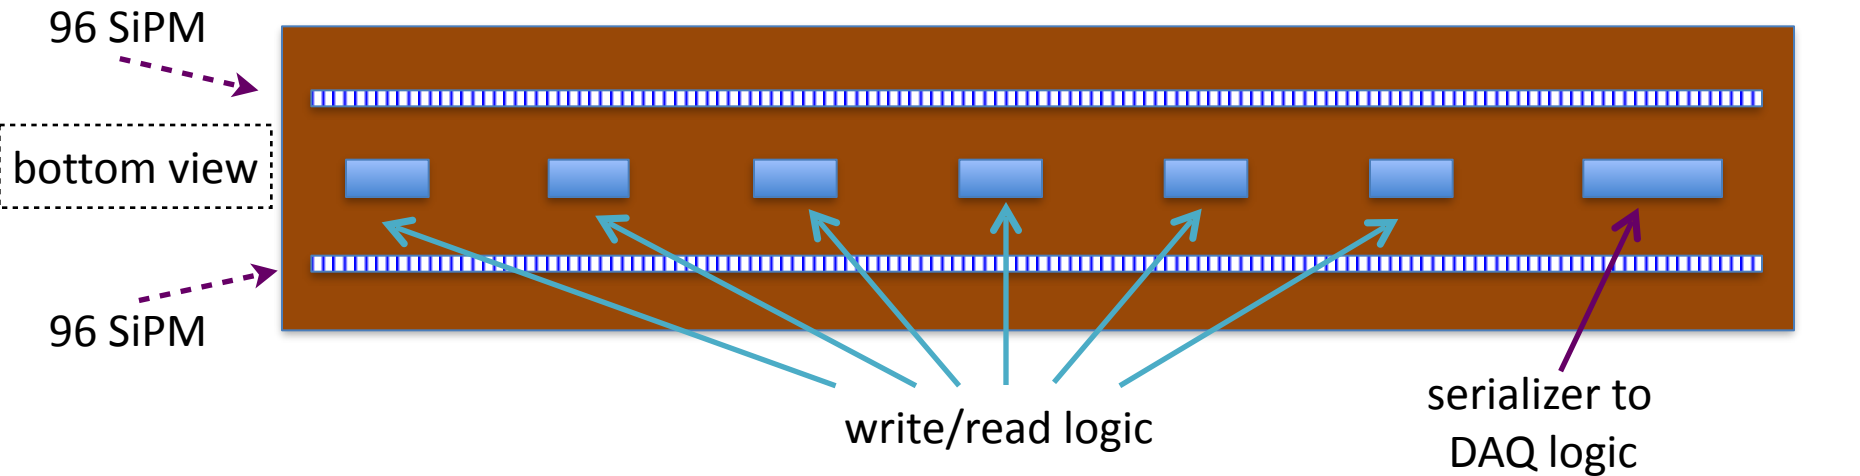 96 SiPM
bottom view
96 SiPM
write/read logic
serializer to
DAQ logic